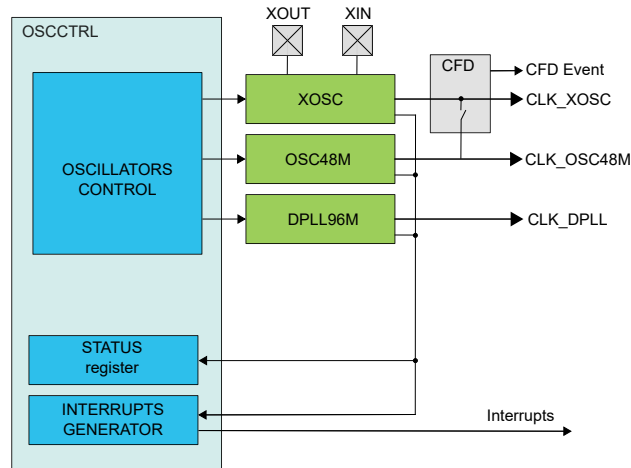 XOUT
XIN
OSCCTRL
CFD
CFD Event
XOSC
CLK_XOSC
OSCILLATORS
CONTROL
OSC48M
CLK_OSC48M
DPLL96M
CLK_DPLL
STATUS
register
INTERRUPTS
GENERATOR
Interrupts